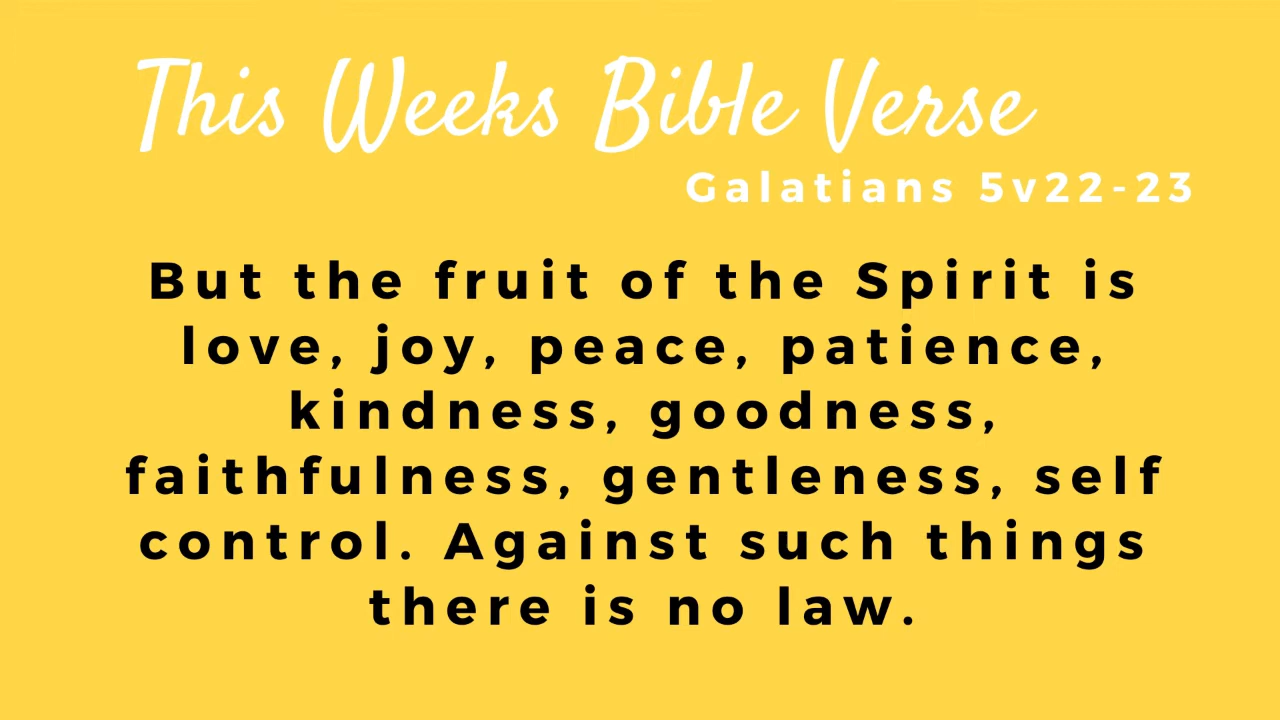 This Weeks Bible Verse
Galatians 5v22-23
But the fruit of the Spirit is
love, joy, peace, patience,
kindness, goodness,
faithfulness, gentleness, self
control. Against such things
there is no law.